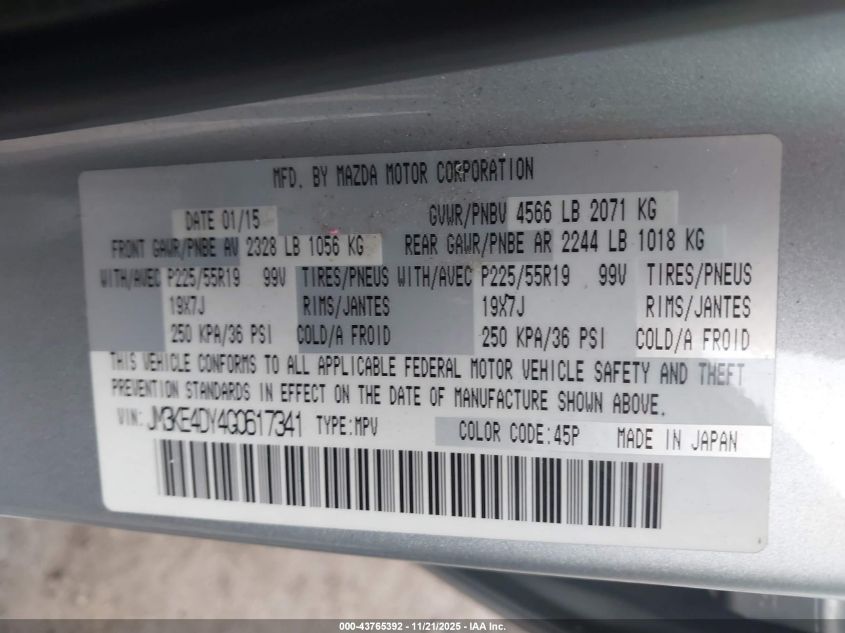 MFD. BY MAZDA MOTOR CORPORATION
DATE 01/15 GVWR/PNBV 4566 LB 2071 KG
FRONT GAWR/PNBE AV 2328 LB 1056 KG REAR GAWR/PNBE AR 2244 LB 1018 KG
WITH/AVEC P225/55R19 99V TIRES/PNEUS WITH/AVEC P225/55R19 99V TIRES/PNEUS
19X7J RIMS/JANTES 19X7J RIMS/JANTES
250 KPA/36 PSI COLD/A FROID 250 KPA/36 PSI COLD/A FROID
THIS VEHICLE CONFORMS TO ALL APPLICABLE FEDERAL MOTOR VEHICLE SAFETY AND THEFT
PREVENTION STANDARDS IN EFFECT ON THE DATE OF MANUFACTURE SHOWN ABOVE.
VIN: JM3KE4DY4G0617341 TYPE:MPV COLOR CODE:45P MADE IN JAPAN
000-43765392 - 11/21/2025 - IAA Inc.